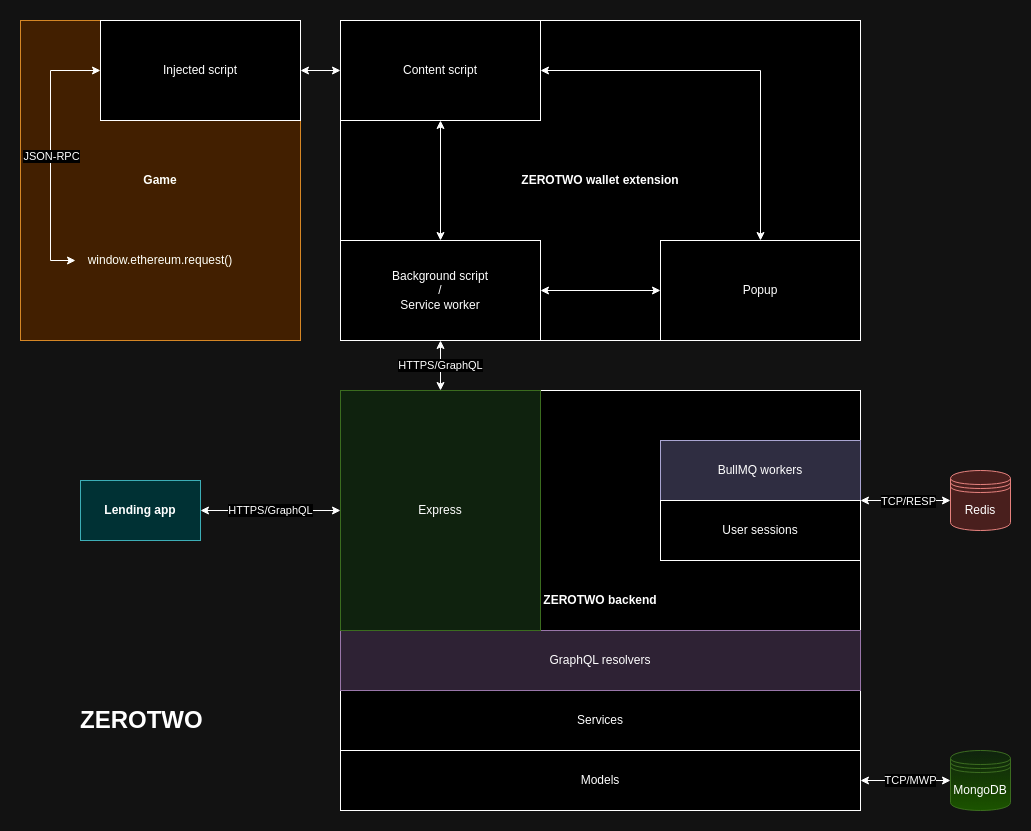 Injected script
Content script
JSON-RPC
Game
ZEROTWO wallet extension
window.ethereum.request()
Background script
/
Service worker
Popup
HTTPS/GraphQL
BullMQ workers
Lending app
HTTPS/GraphQL
Express
TCP/RESP
Redis
User sessions
ZEROTWO backend
GraphQL resolvers
ZEROTWO
Services
Models
TCP/MWP
MongoDB